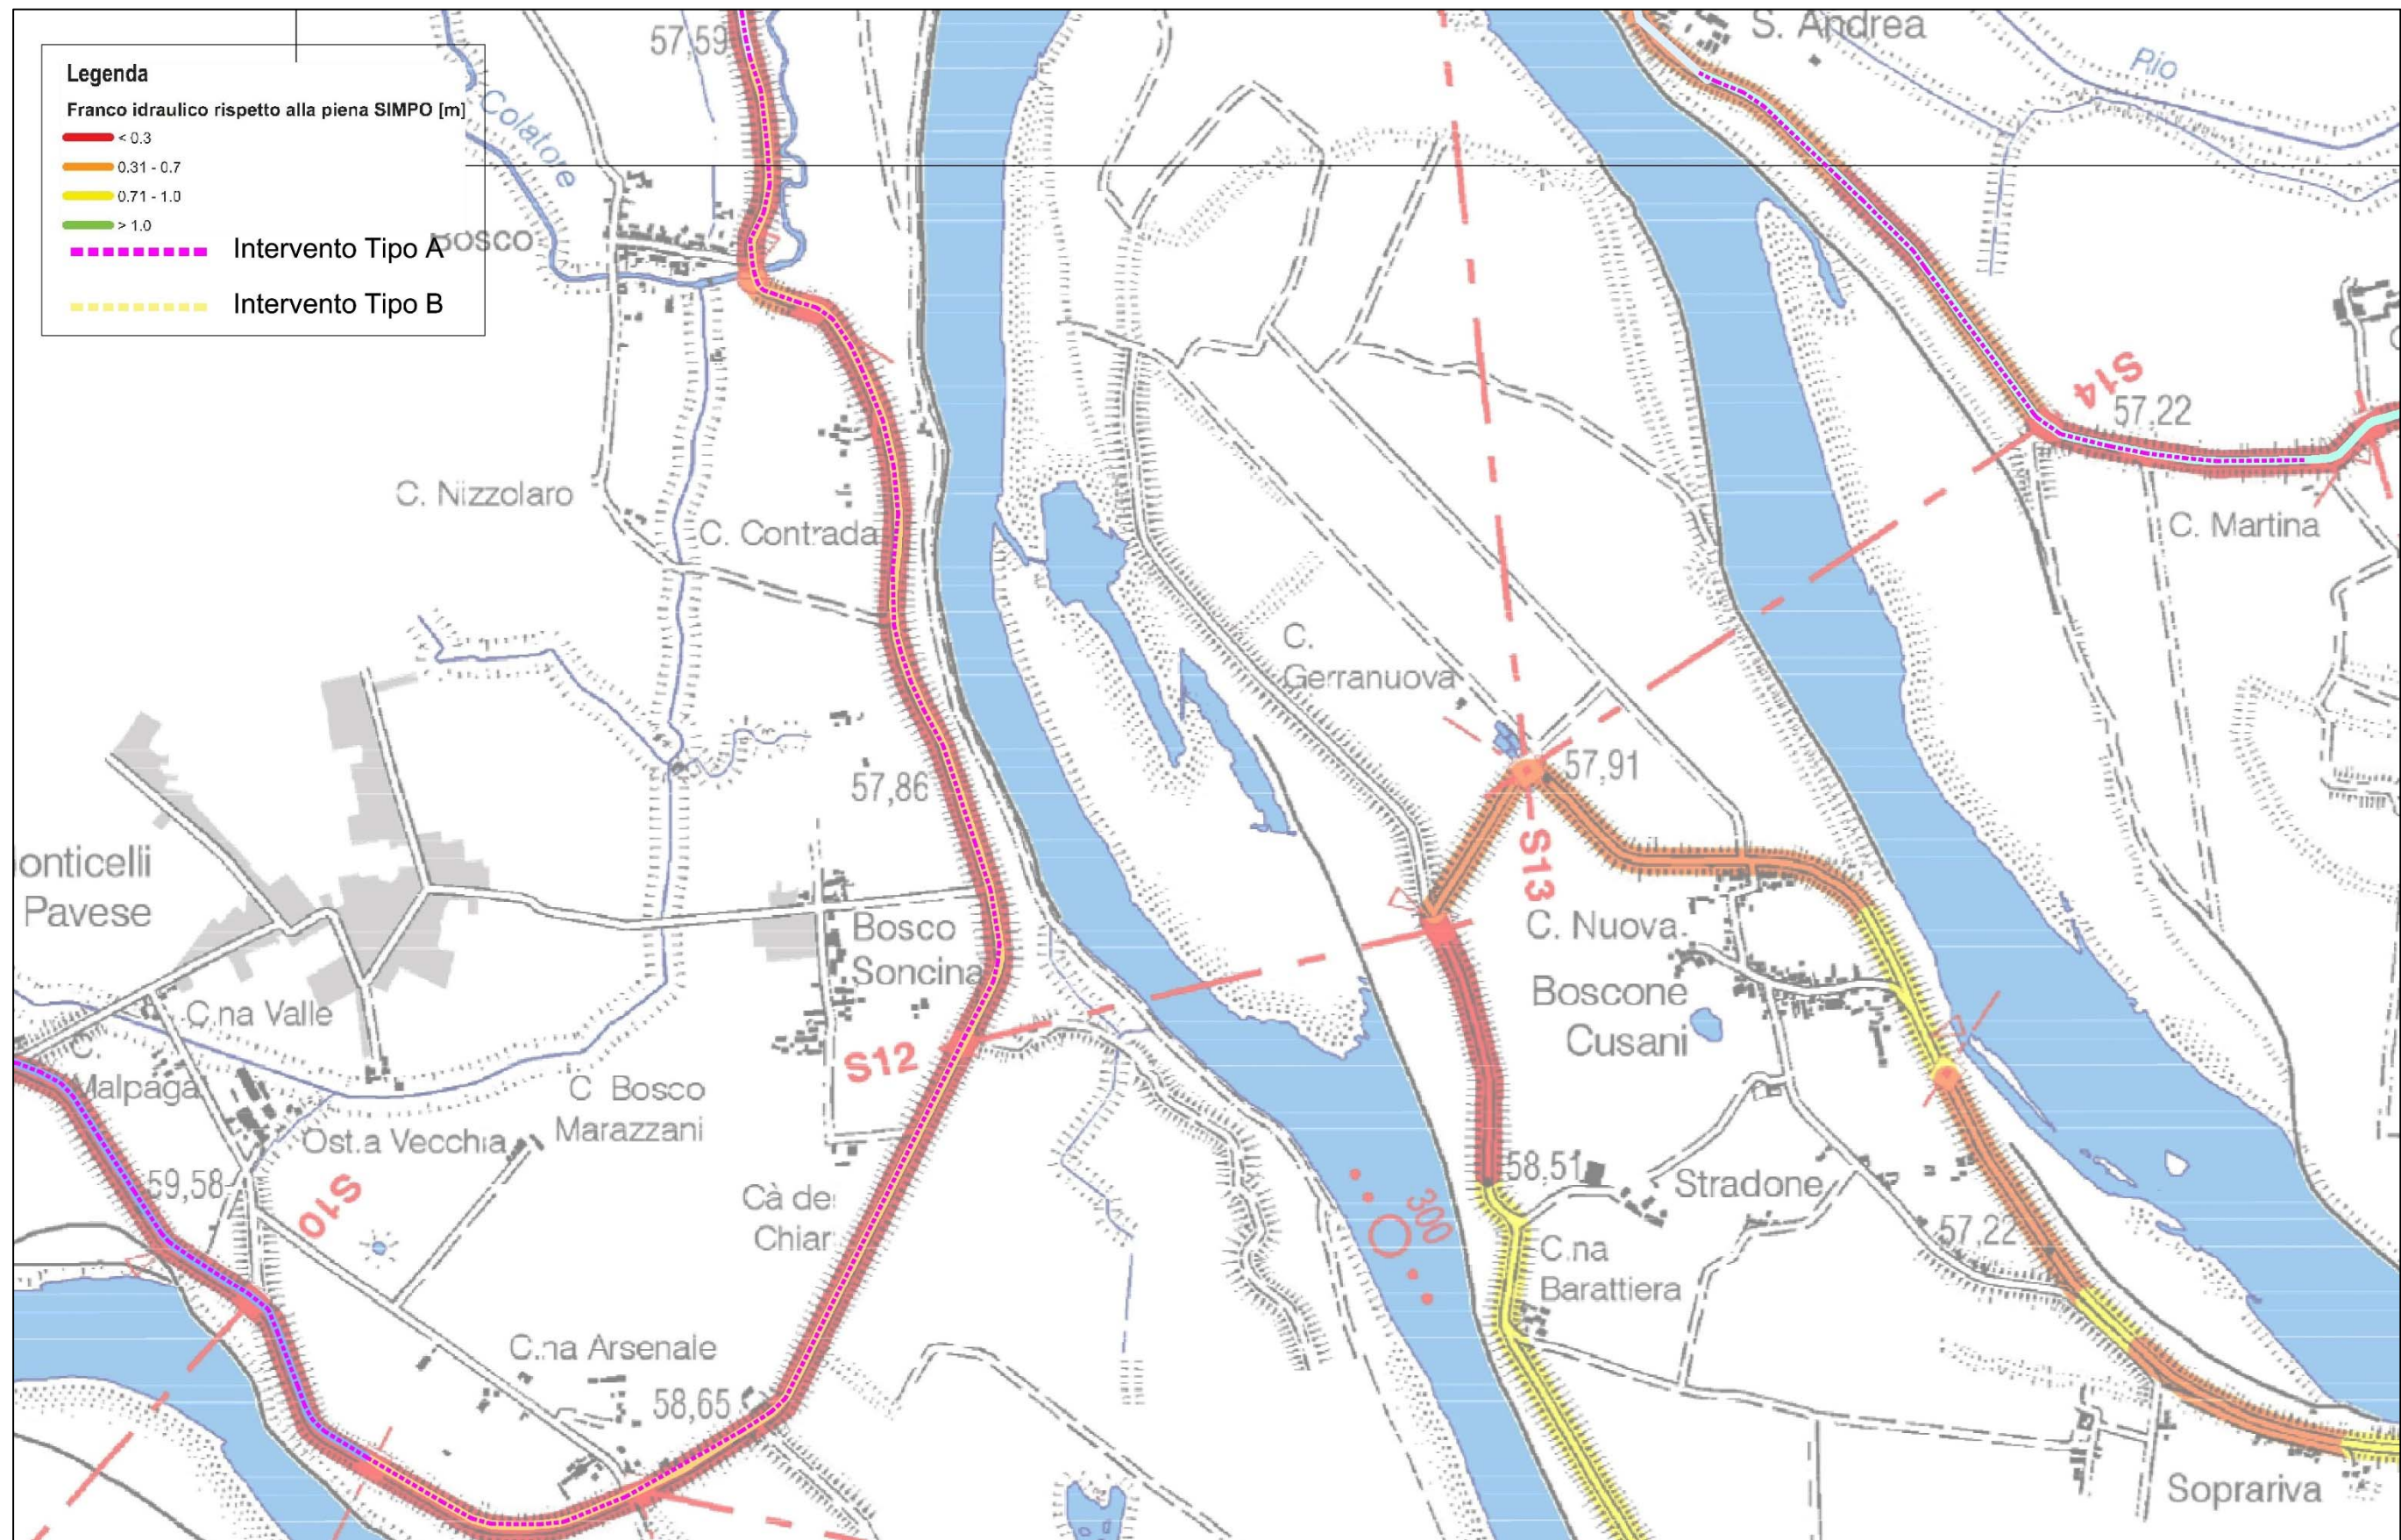 Legenda
Franco idraulico rispetto alla piena SIMPO [m]
< 0.3
0.31 - 0.7
0.71 - 1.0
> 1.0
Intervento Tipo A
Intervento Tipo B
57,59
S. Andrea
Rio
Colatore
BOSCO
S14
57,22
C. Nizzolaro
C. Contrada
C. Martina
C.
Gerranuova
57,86
57,91
S13
onticelli
Pavese
Bosco
Soncina
C. Nuova
Boscone
Cusani
C.na Valle
C.
Malpaga
S12
C Bosco
Marazzani
Ost.a Vecchia
59,58
S10
Cà de
Chiar
58,51
Stradone
300
57,22
C.na
Barattiera
C.na Arsenale
58,65
Soprariva